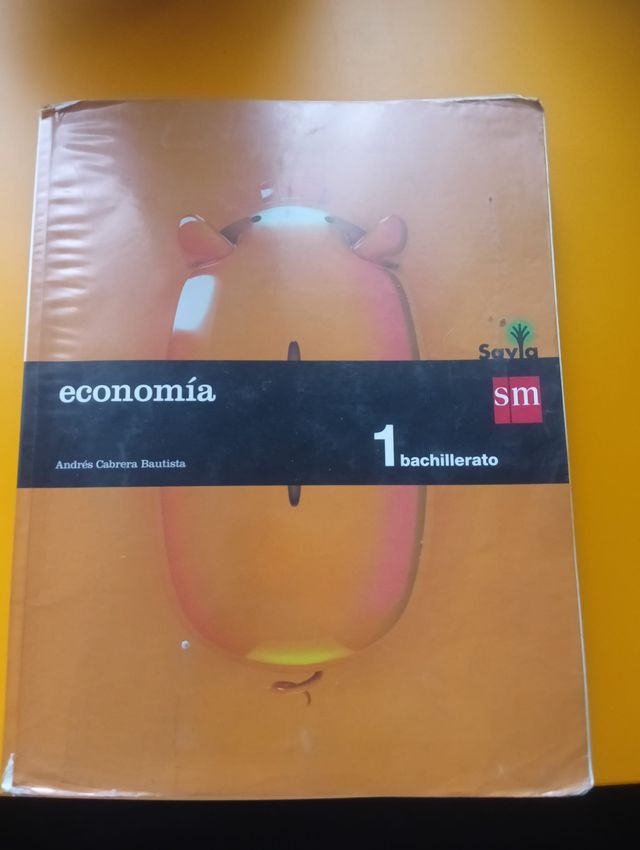 Savia
economía
sm
Andrés Cabrera Bautista
1 bachillerato